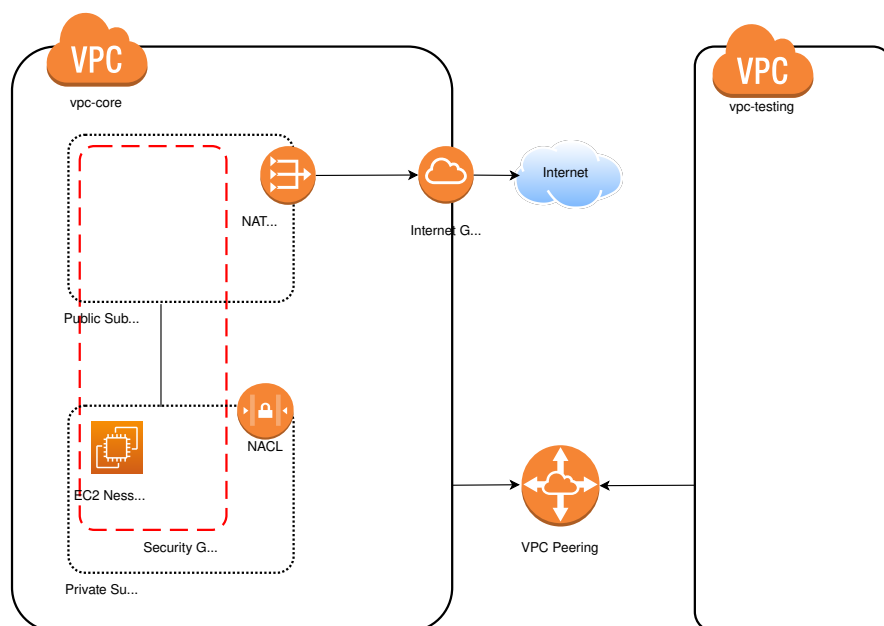 VPC
vpc-core
VPC
vpc-testing
NAT...
Internet G...
Internet
Public Sub...
NACL
EC2 Ness...
Security G...
Private Su...
VPC Peering